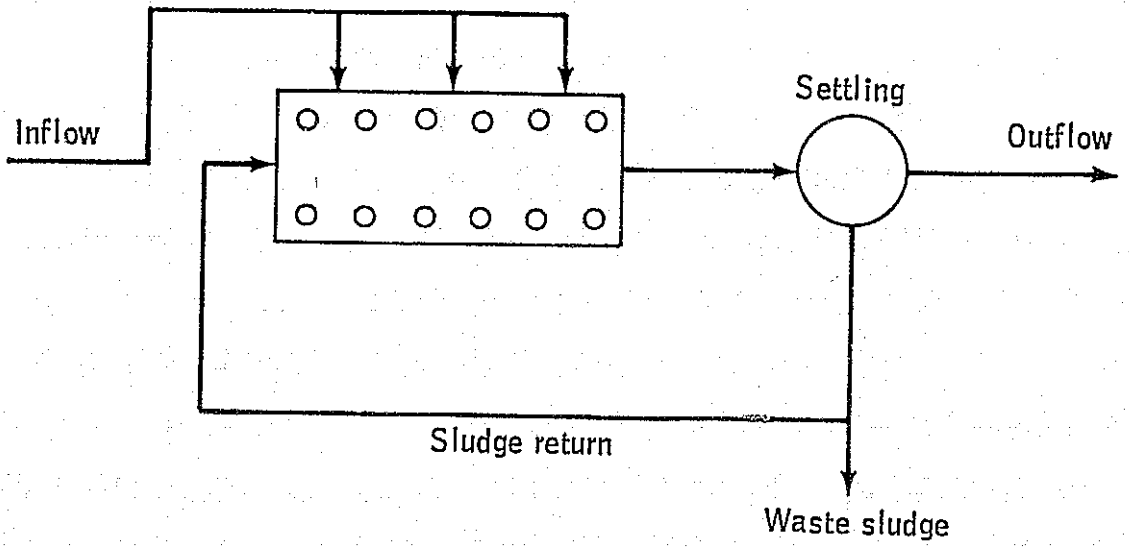 Settling
Inflow
Outflow
Sludge return
Waste sludge